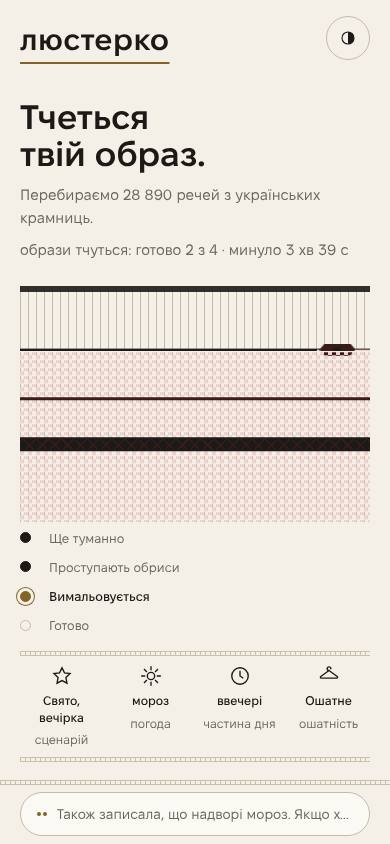 люстерко
Тчеться
твій образ.
Перебираємо 28 890 речей з українських
крамниць.
образи тчуться: готово 2 з 4 · минуло 3 хв 39 с
Ще туманно
Проступають обриси
Вимальовується
Готово
Свято,
вечірка
сценарій
мороз
погода
ввечері
частина дня
Ошатне
ошатність
Також записала, що надворі мороз. Якщо х…